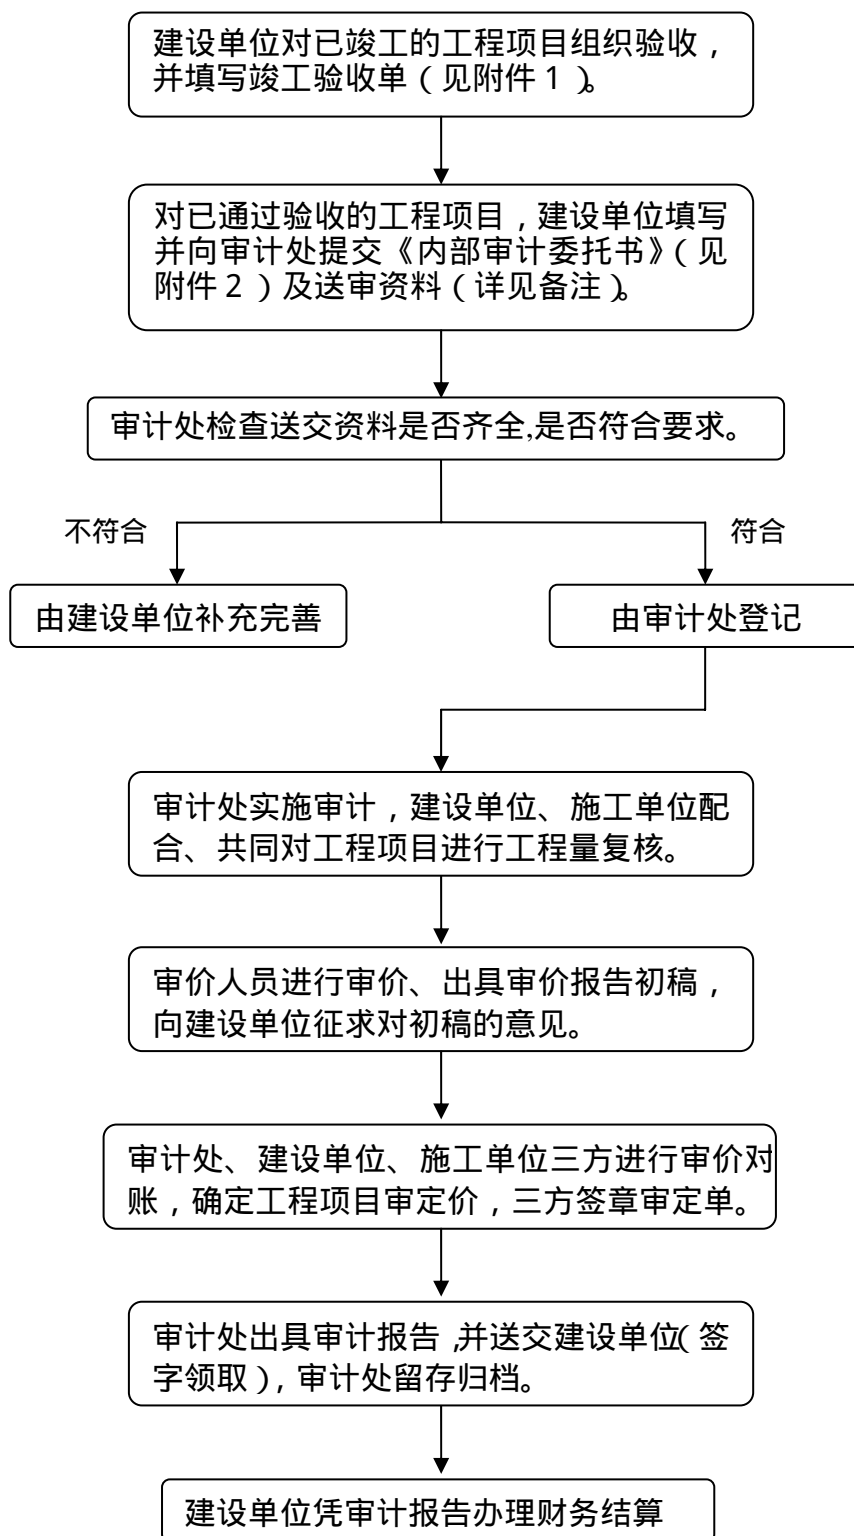 建设单位对已竣工的工程项目组织验收，
并填写竣工验收单（见附件1）。
对已通过验收的工程项目，建设单位填写
并向审计处提交《内部审计委托书》（见
附件2）及送审资料（详见备注）。
审计处检查送交资料是否齐全,是否符合要求。
不符合
符合
由建设单位补充完善
由审计处登记
审计处实施审计，建设单位、施工单位配
合、共同对工程项目进行工程量复核。
审价人员进行审价、出具审价报告初稿，
向建设单位征求对初稿的意见。
审计处、建设单位、施工单位三方进行审价对
账，确定工程项目审定价，三方签章审定单。
审计处出具审计报告,并送交建设单位（签
字领取），审计处留存归档。
建设单位凭审计报告办理财务结算